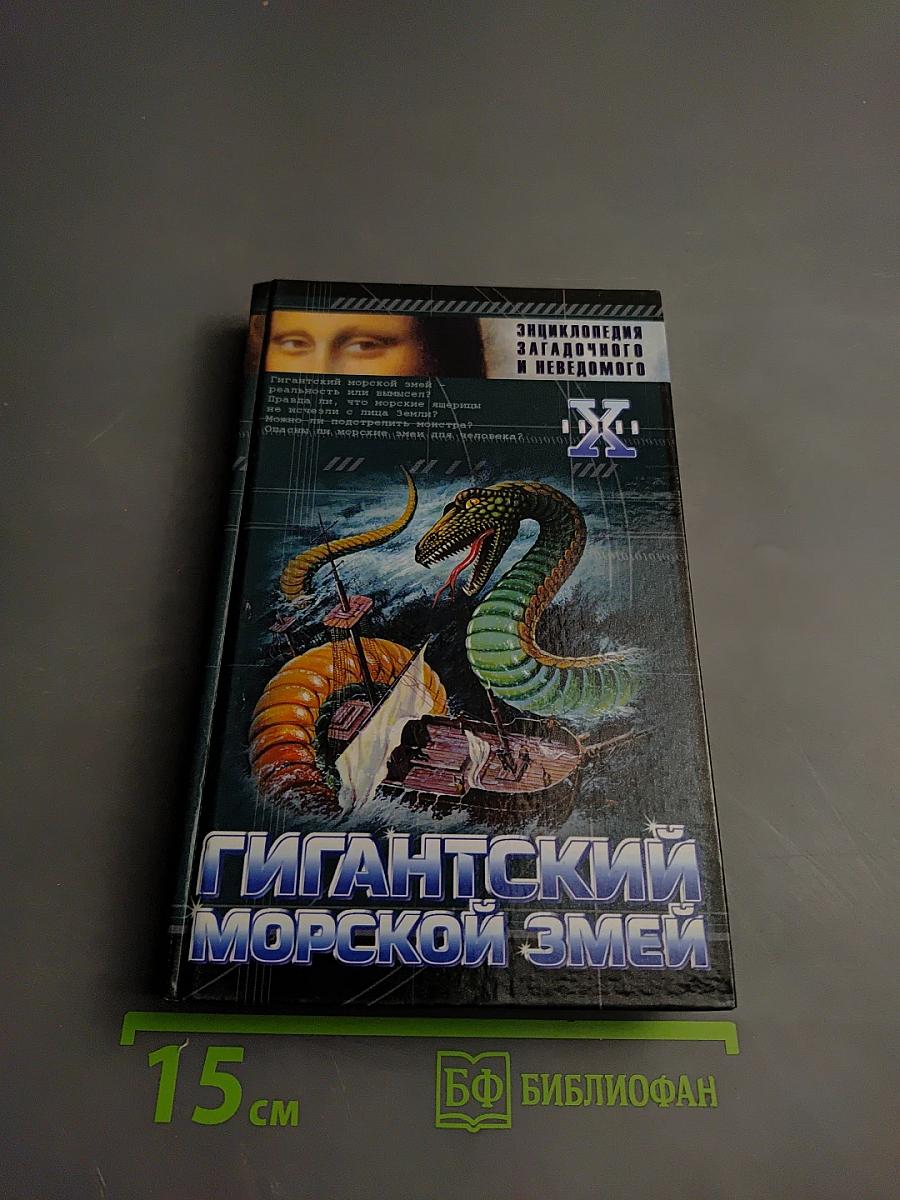 ЭНЦИКЛОПЕДИЯ
ЗАГАДОЧНОГО
И НЕВЕДОМОГО
Гигантский морской змей –
реальность или вымысел?
Правда ли, что морские ящерицы
не исчезли с лица Земли?
Можно ли подстрелить монстра?
Опасны ли морские змеи для человека?
X
ГИГАНТСКИЙ
МОРСКОЙ ЗМЕЙ
15 см
БФ БИБЛИОФАН